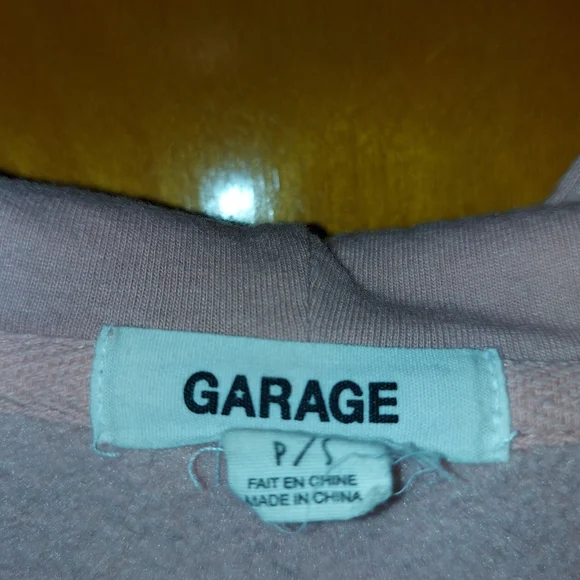 GARAGE
P/S
FAIT EN CHINE
MADE IN CHINA